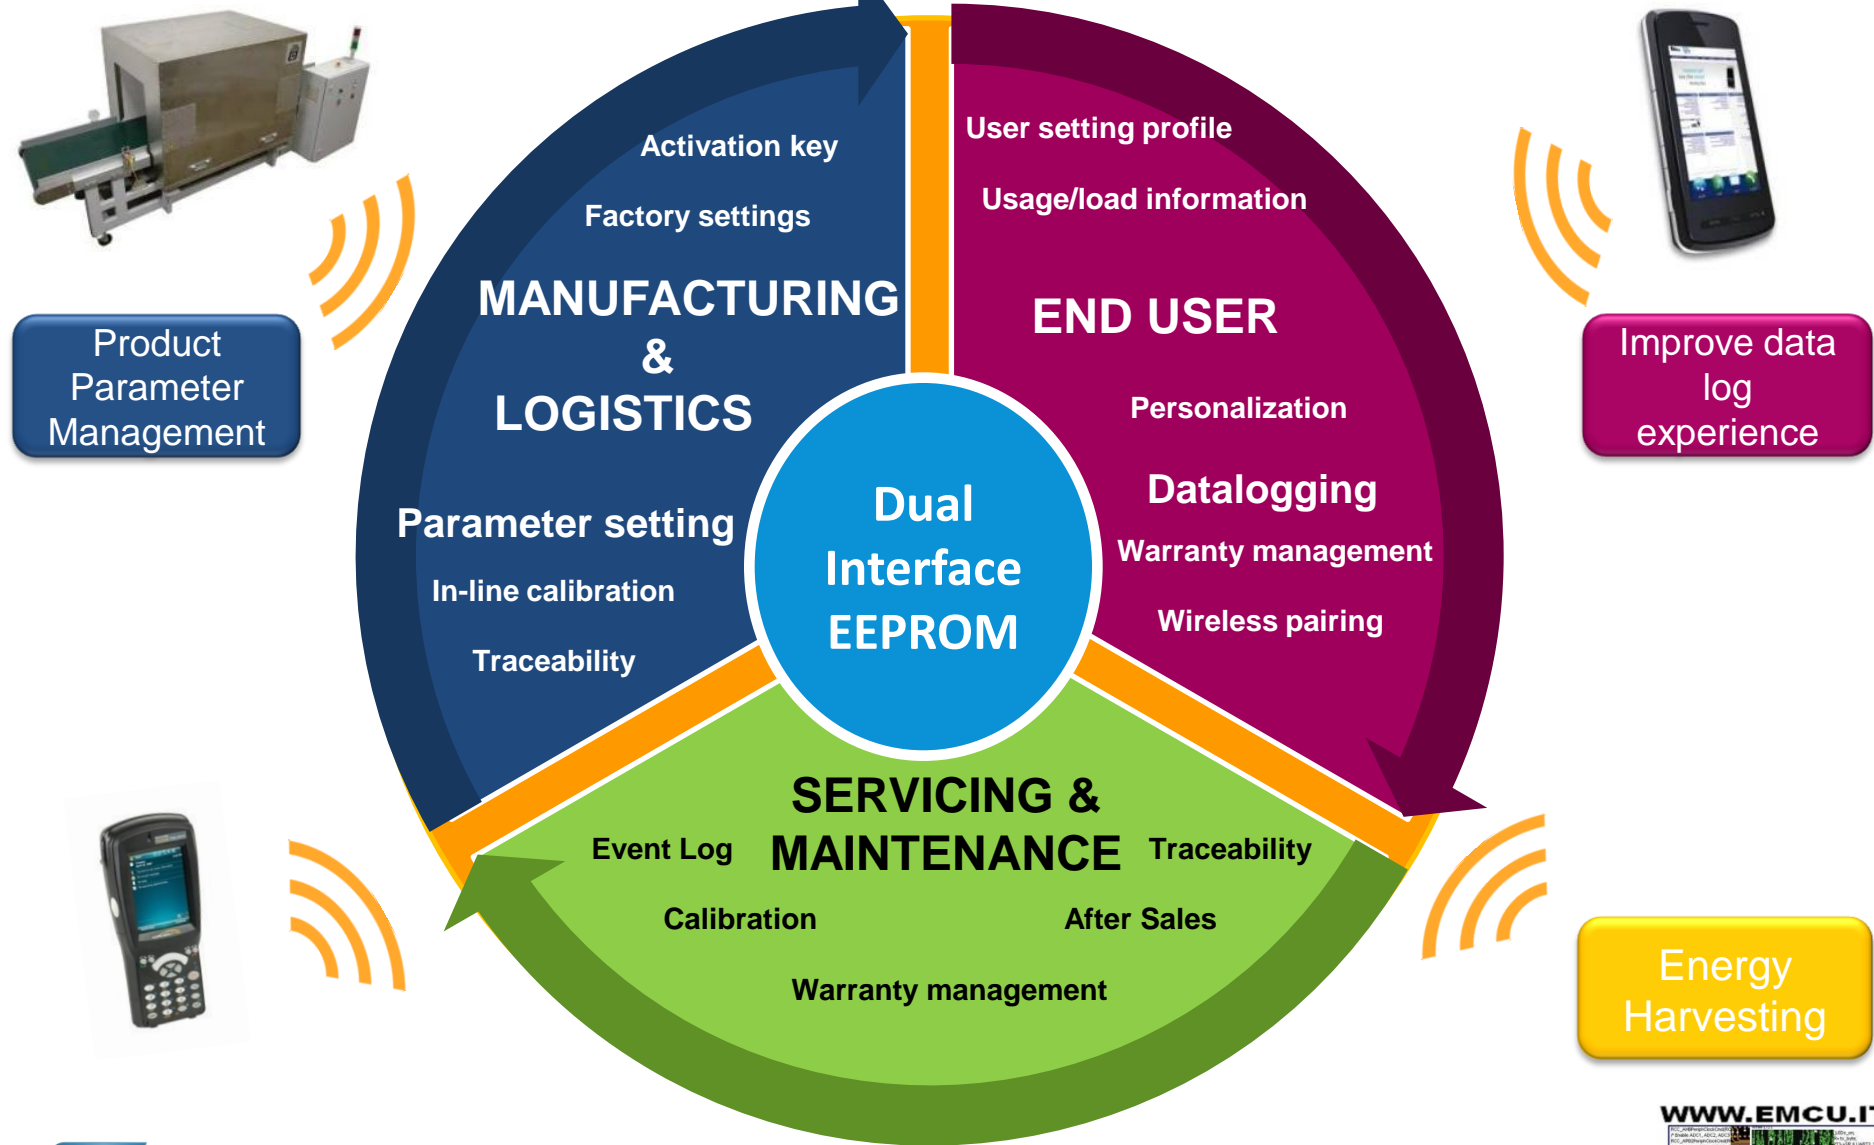 Activation key
Factory settings
MANUFACTURING
&
LOGISTICS
Parameter setting
In-line calibration
Traceability
User setting profile
Usage/load information
END USER
Personalization
Datalogging
Warranty management
Wireless pairing
Dual
Interface
EEPROM
SERVICING &
MAINTENANCE
Event Log
Traceability
Calibration
After Sales
Warranty management
Product
Parameter
Management
Improve data
log
experience
Energy
Harvesting
WWW.EMCU.IT